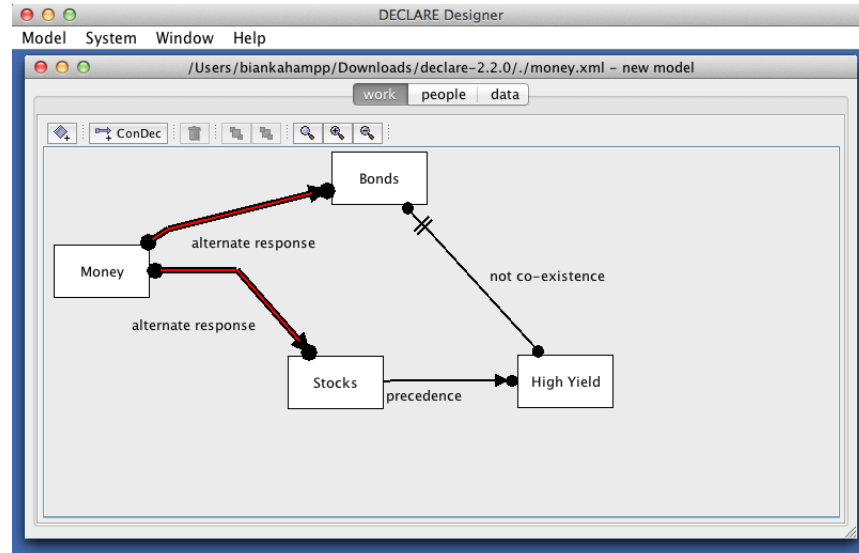 DECLARE Designer
Model System Window Help
/Users/biankahampp/Downloads/declare-2.2.0/./money.xml – new model
work people data
ConDec
Bonds
alternate response
Money
not co-existence
alternate response
Stocks
High Yield
precedence